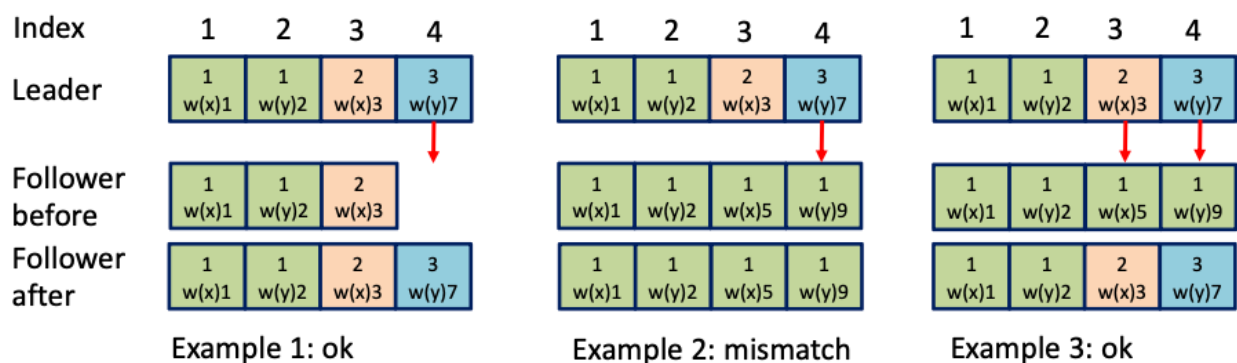 Index 1 2 3 4 1 2 3 4 1 2 3 4
Leader
1 1 2 3 1 1 2 3 1 1 2 3
w(x)1 w(y)2 w(x)3 w(y)7 w(x)1 w(y)2 w(x)3 w(y)7 w(x)1 w(y)2 w(x)3 w(y)7
Follower
before
1 1 2 1 1 1 1 1 1 1 1
w(x)1 w(y)2 w(x)3 w(x)1 w(y)2 w(x)5 w(y)9 w(x)1 w(y)2 w(x)5 w(y)9
Follower
after
1 1 2 3 1 1 1 1 1 1 2 3
w(x)1 w(y)2 w(x)3 w(y)7 w(x)1 w(y)2 w(x)5 w(y)9 w(x)1 w(y)2 w(x)3 w(y)7
Example 1: ok Example 2: mismatch Example 3: ok